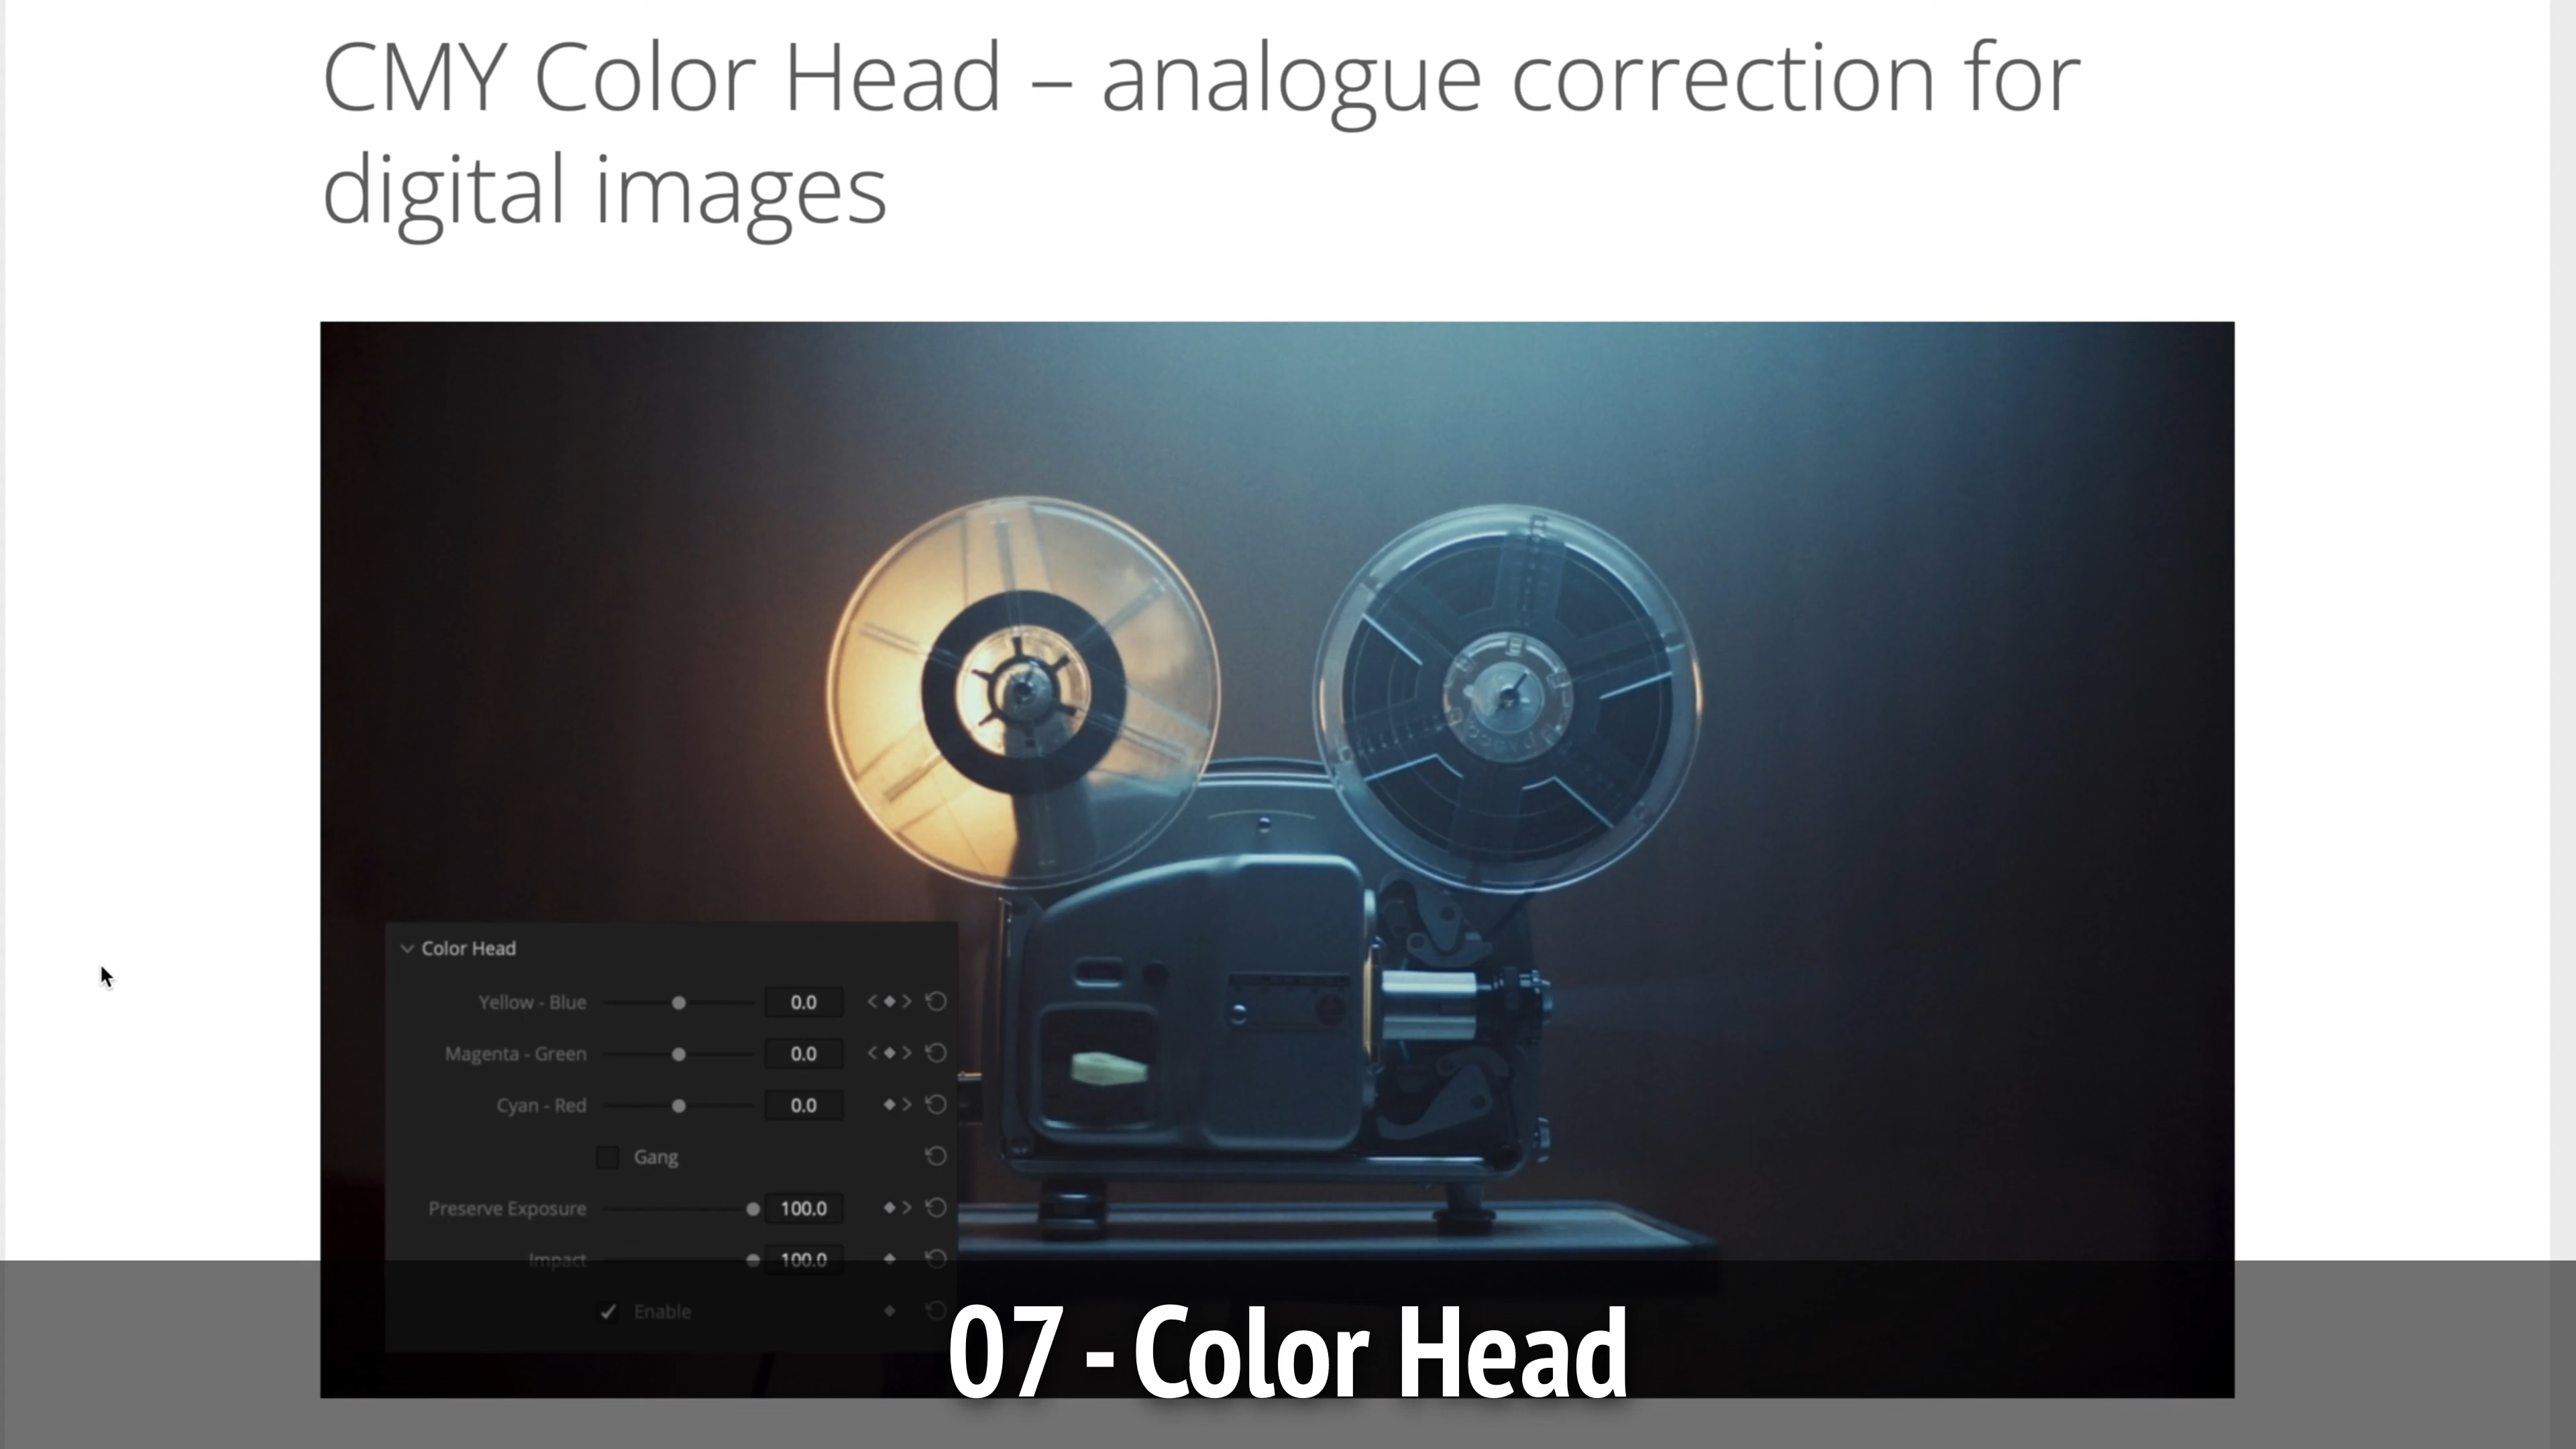 CMY Color Head – analogue correction for
digital images
Color Head
Yellow - Blue 0.0
Magenta - Green 0.0
Cyan - Red 0.0
Gang
Preserve Exposure 100.0
Impact 100.0
Enable
07 - Color Head